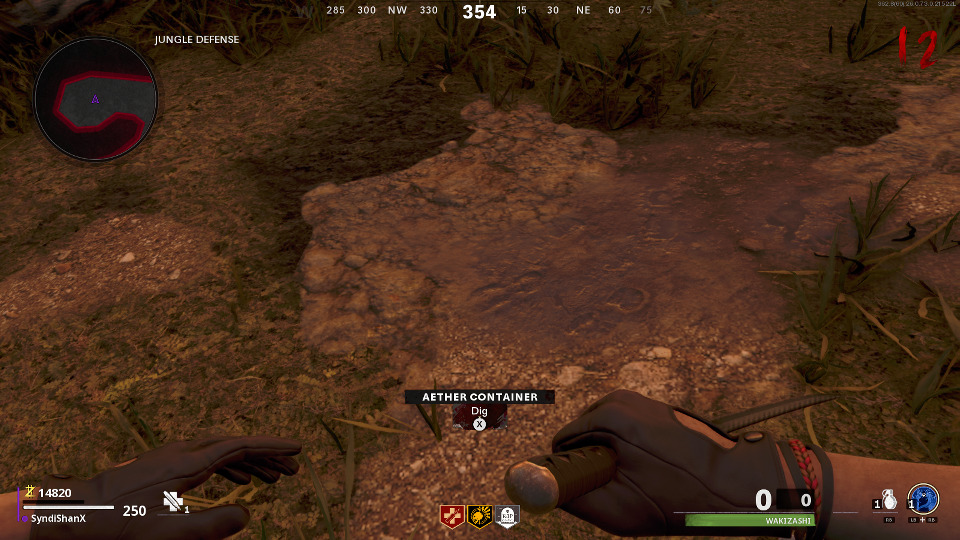 285 300 NW 330 354 15 30 NE 60 75
JUNGLE DEFENSE
12
AETHER CONTAINER
Dig
X
14820
250
1
SyndiShanX
R.I.P
0 0
WAKIZASHI
1
1